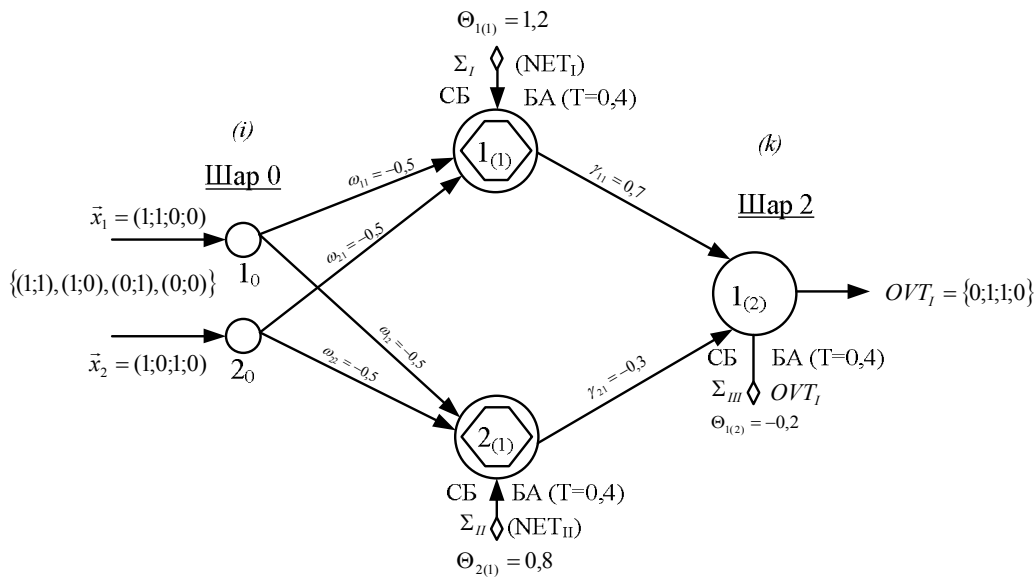 Θ1(1) = 1,2
ΣI (NETI)
СБ БА (T=0,4)
(i)
Шар 0
x⃗1 = (1;1;0;0)
10
{(1;1),(1;0),(0;1),(0;0)}
20
x⃗2 = (1;0;1;0)
ω11 = −0,5
ω21 = −0,5
ω12 = −0,5
ω22 = −0,5
1(1)
2(1)
СБ БА (T=0,4)
ΣII (NETII)
Θ2(1) = 0,8
γ11 = 0,7
γ21 = −0,3
(k)
Шар 2
1(2)
OVTI = {0;1;1;0}
СБ БА (T=0,4)
ΣIII OVTI
Θ1(2) = −0,2